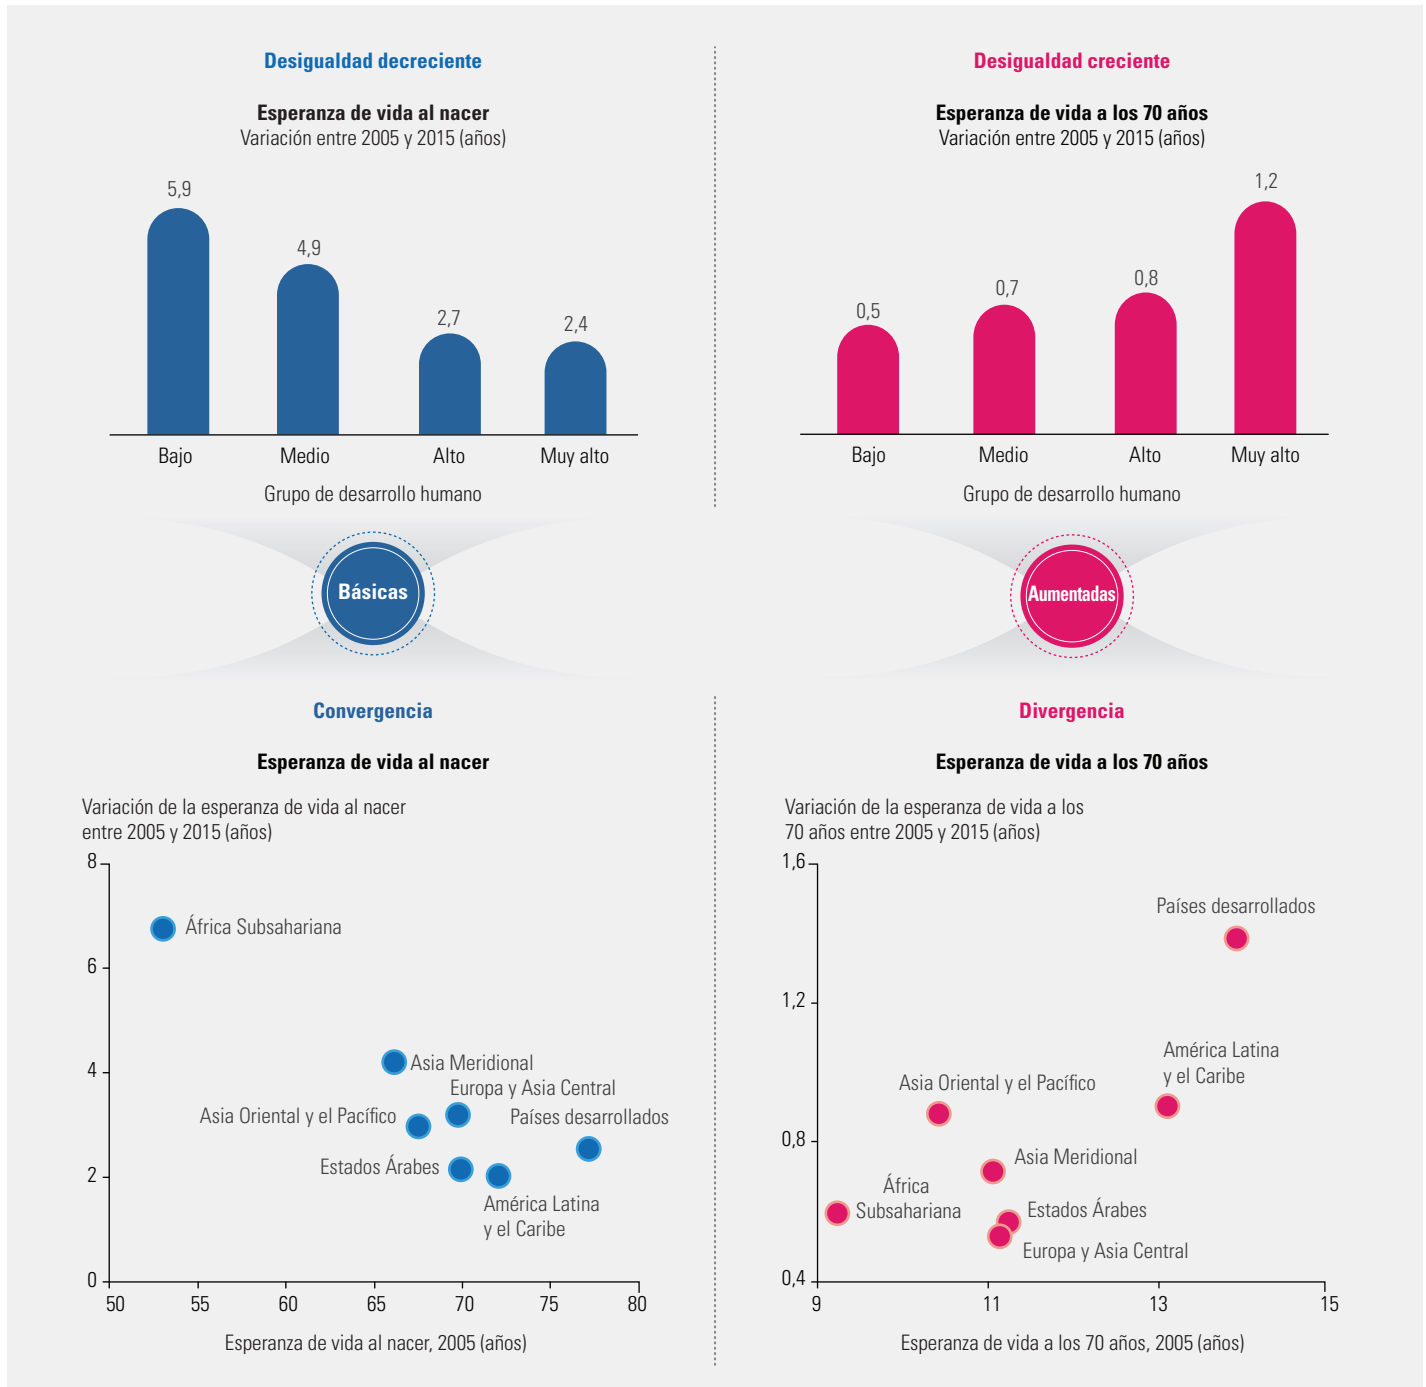 Desigualdad decreciente
Esperanza de vida al nacer
Variación entre 2005 y 2015 (años)
5,9
4,9
2,7
2,4
Bajo
Medio
Alto
Muy alto
Grupo de desarrollo humano
Desigualdad creciente
Esperanza de vida a los 70 años
Variación entre 2005 y 2015 (años)
0,5
0,7
0,8
1,2
Bajo
Medio
Alto
Muy alto
Grupo de desarrollo humano
Básicas
Aumentadas
Convergencia
Esperanza de vida al nacer
Variación de la esperanza de vida al nacer
entre 2005 y 2015 (años)
8
6
4
2
0
África Subsahariana
Asia Meridional
Europa y Asia Central
Asia Oriental y el Pacífico
Países desarrollados
Estados Árabes
América Latina
y el Caribe
50
55
60
65
70
75
80
Esperanza de vida al nacer, 2005 (años)
Divergencia
Esperanza de vida a los 70 años
Variación de la esperanza de vida a los
70 años entre 2005 y 2015 (años)
1,6
1,2
0,8
0,4
Países desarrollados
América Latina
y el Caribe
Asia Oriental y el Pacífico
Asia Meridional
África
Subsahariana
Estados Árabes
Europa y Asia Central
9
11
13
15
Esperanza de vida a los 70 años, 2005 (años)